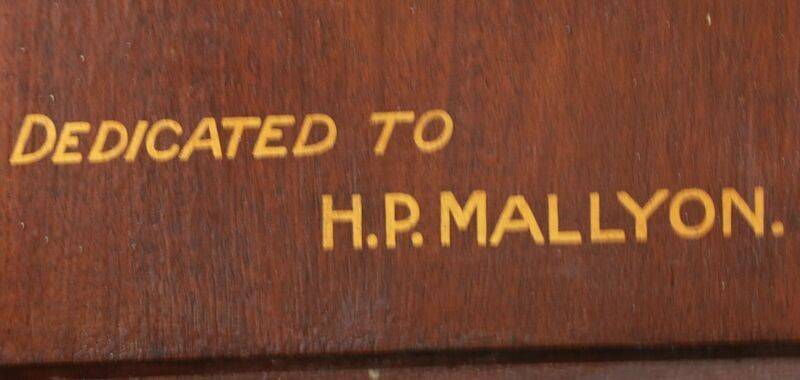 DEDICATED TO
H.P. MALLYON.